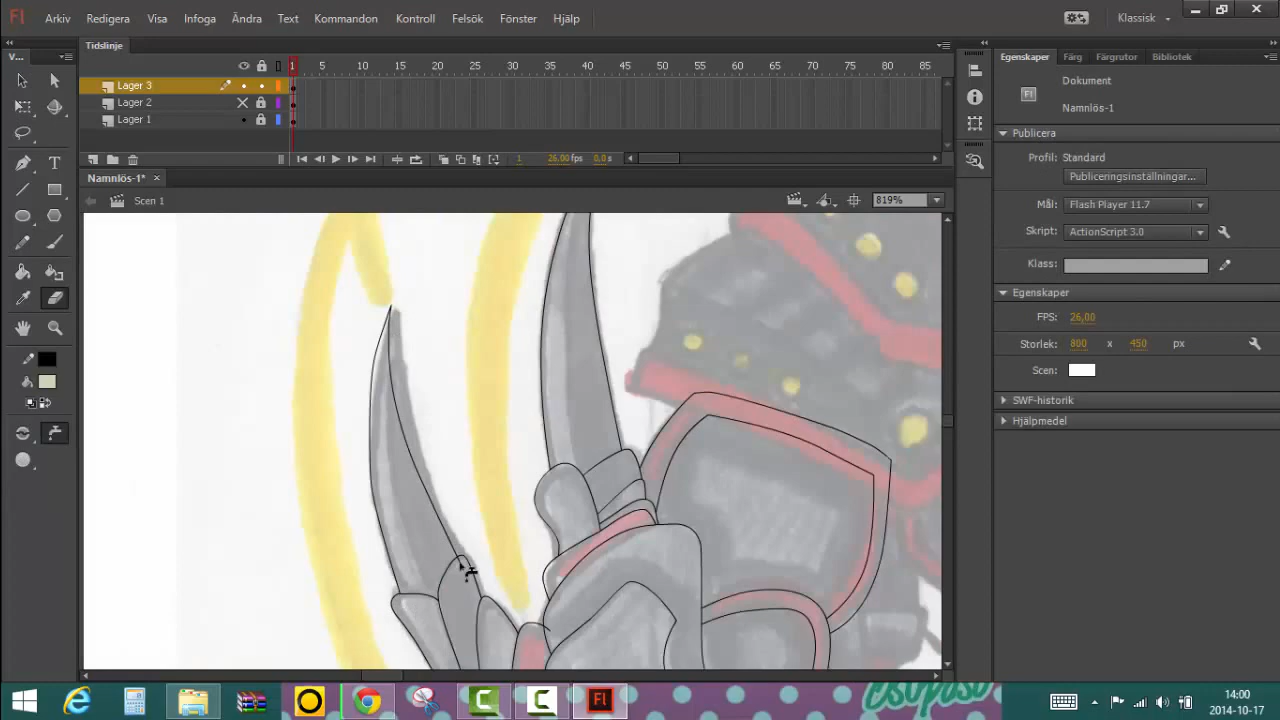 Fl Arkiv Redigera Visa Infoga Ändra Text Kommandon Kontroll Felsök Fönster Hjälp Klassisk
V... Tidslinje Egenskaper Färg Färgrutor Bibliotek
1 5 10 15 20 25 30 35 40 45 50 55 60 65 70 75 80 85
Lager 3
Lager 2
Lager 1
1 26,00 fps 0,0 s
Namnlös-1*
Scen 1 819%
Fl Dokument
Namnlös-1
Publicera
Profil: Standard
Publiceringsinställningar...
Mål: Flash Player 11.7
Skript: ActionScript 3.0
Klass:
Egenskaper
FPS: 26,00
Storlek: 800 x 450 px
Scen:
SWF-historik
Hjälpmedel
Fl
14:00
2014-10-17